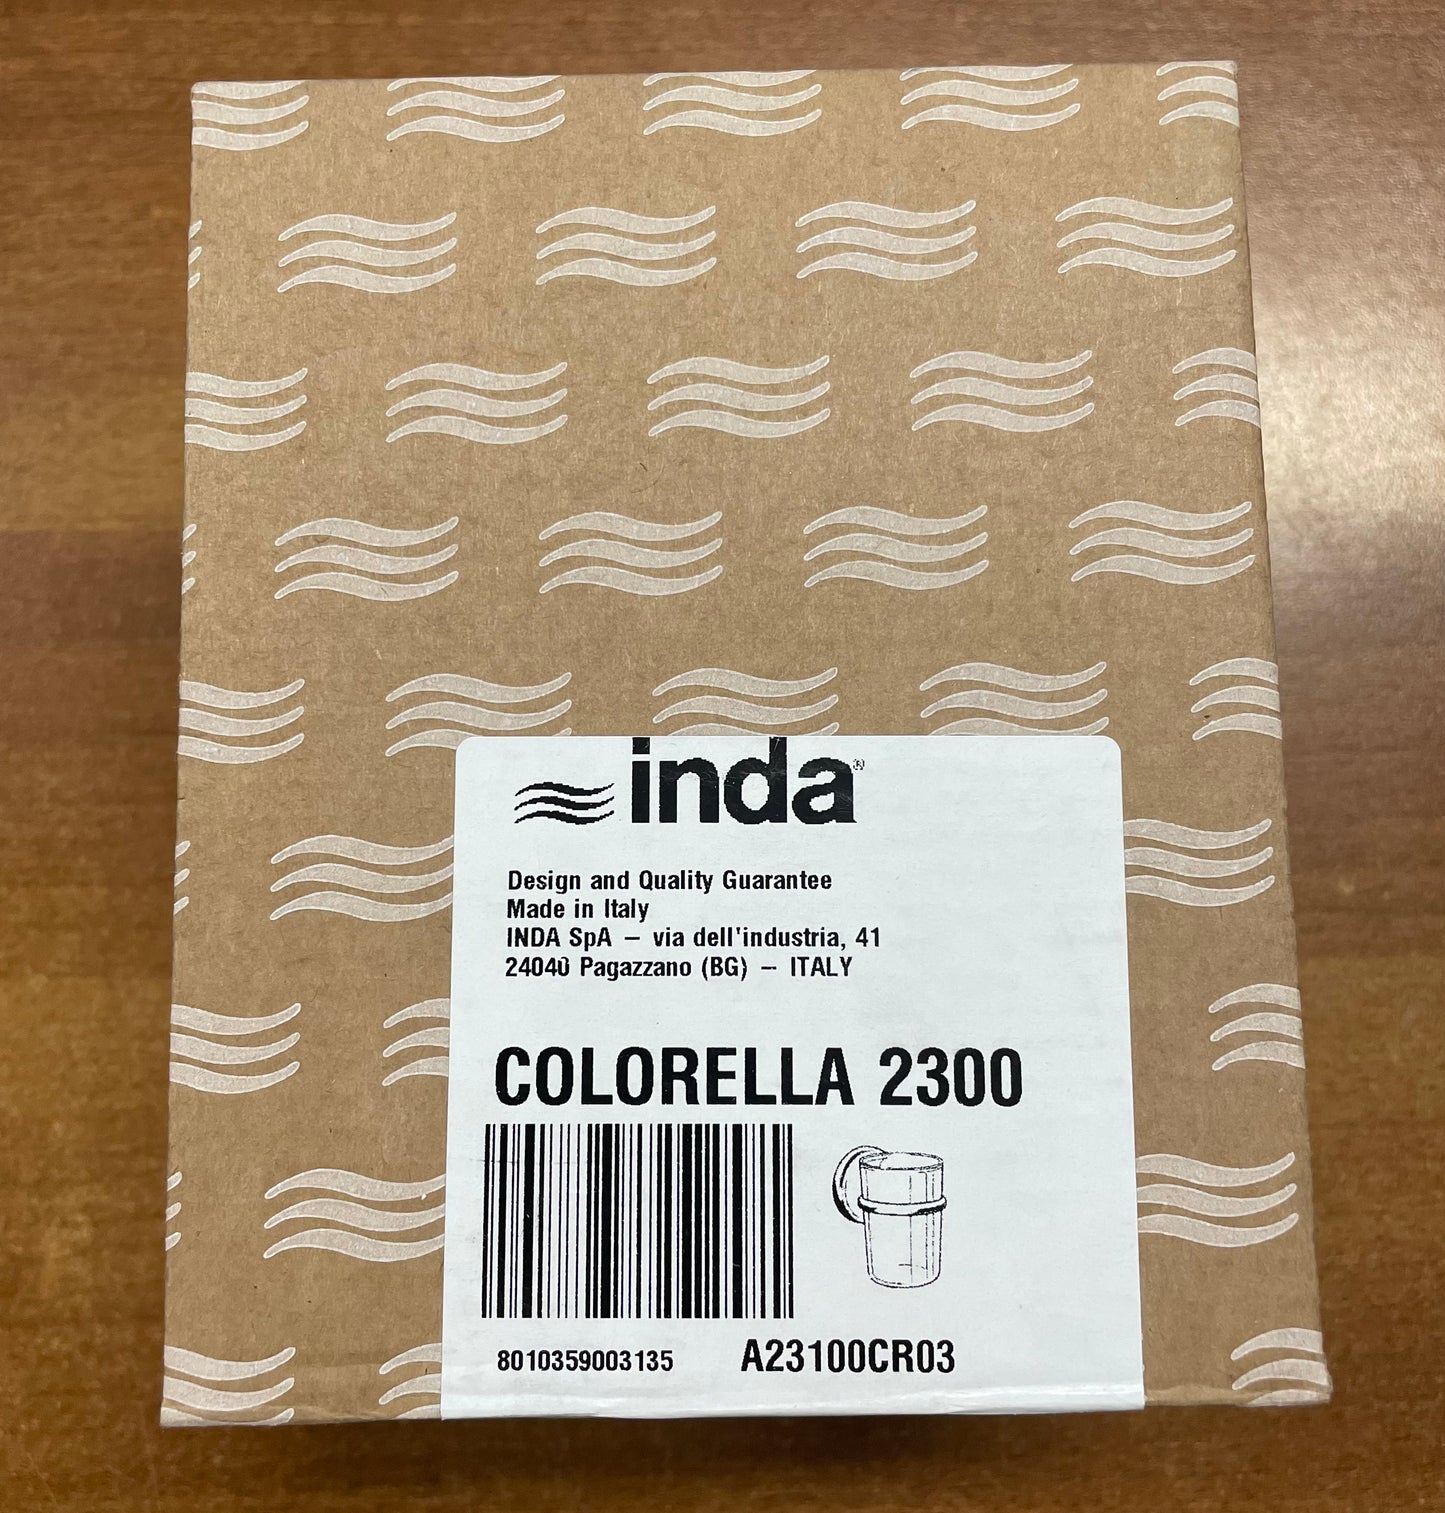 inda®
Design and Quality Guarantee
Made in Italy
INDA SpA – via dell'industria, 41
24040 Pagazzano (BG) – ITALY
COLORELLA 2300
8010359003135
A23100CR03